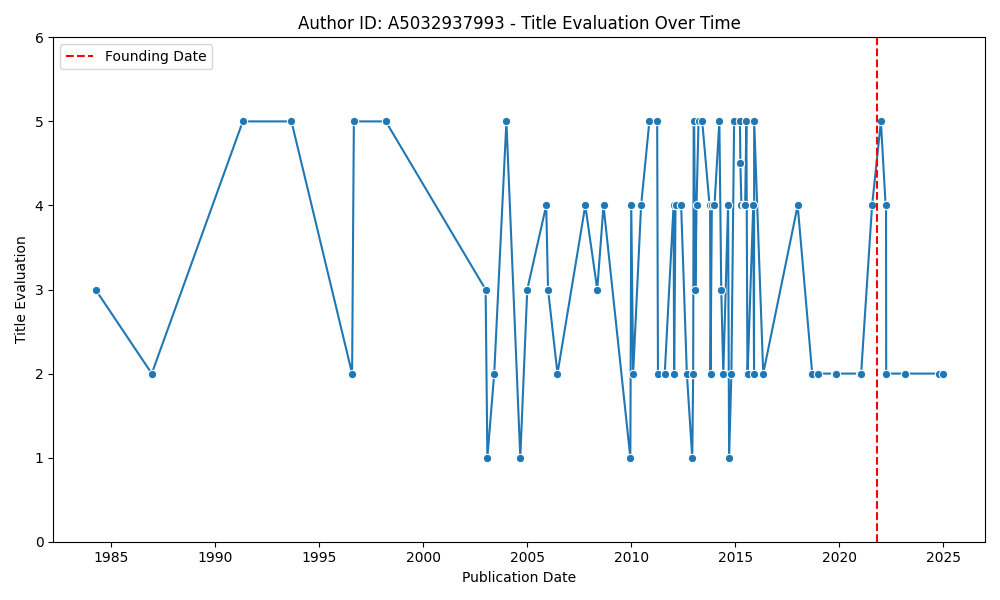 Author ID: A5032937993 - Title Evaluation Over Time
Founding Date
Title Evaluation
6
5
4
3
2
1
0
1985 1990 1995 2000 2005 2010 2015 2020 2025
Publication Date